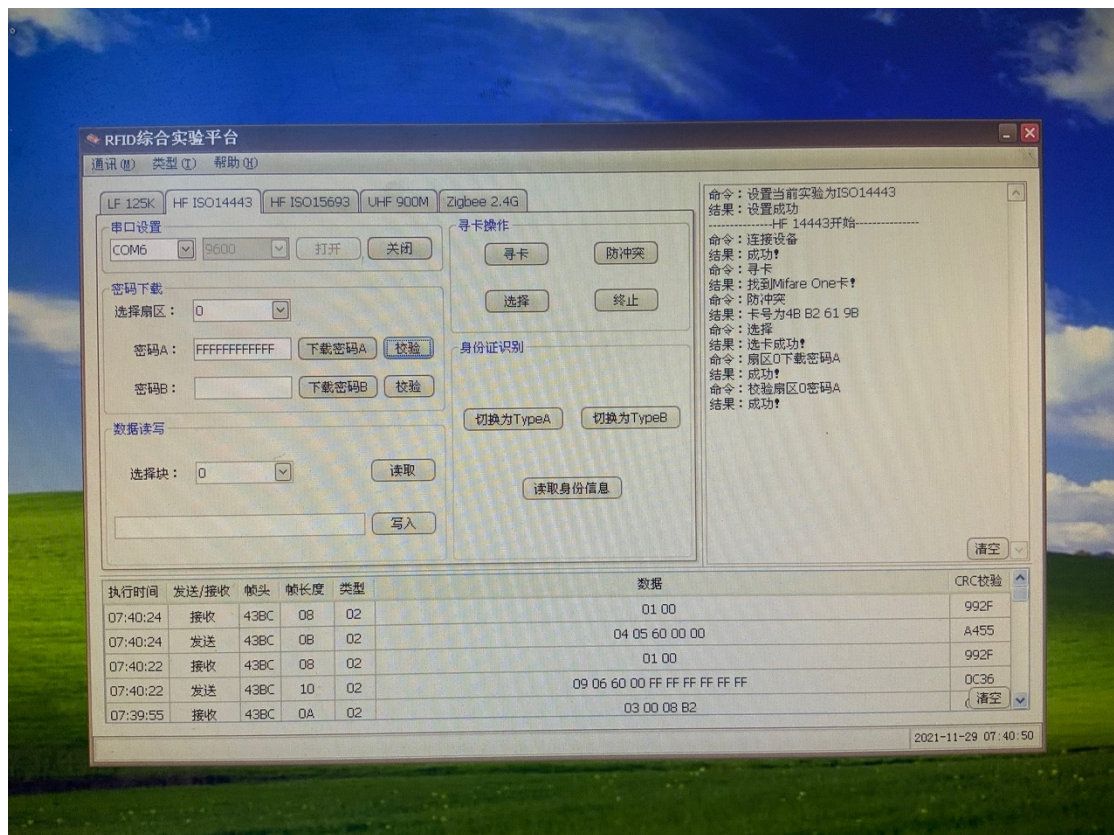 RFID综合实验平台
通讯(M) 类型(T) 帮助(H)
LF 125K HF ISO14443 HF ISO15693 UHF 900M Zigbee 2.4G
串口设置
COM6 9600 打开 关闭
密码下载
选择扇区： 0
密码A： FFFFFFFFFFFF 下载密码A 校验
密码B： 下载密码B 校验
数据读写
选择块： 0 读取
写入
寻卡操作
寻卡 防冲突
选择 终止
身份证识别
切换为TypeA 切换为TypeB
读取身份信息
命令：设置当前实验为ISO14443
结果：设置成功
---------------HF 14443开始---------------
命令：连接设备
结果：成功!
命令：寻卡
结果：找到Mifare One卡!
命令：防冲突
结果：卡号为4B B2 61 9B
命令：选择
结果：选卡成功!
命令：扇区0下载密码A
结果：成功!
命令：校验扇区0密码A
结果：成功!
清空
执行时间 发送/接收 帧头 帧长度 类型 数据 CRC校验
07:40:24 接收 43BC 08 02 01 00 992F
07:40:24 发送 43BC 0B 02 04 05 60 00 00 A455
07:40:22 接收 43BC 08 02 01 00 992F
07:40:22 发送 43BC 10 02 09 06 60 00 FF FF FF FF FF FF 0C36
07:39:55 接收 43BC 0A 02 03 00 08 B2
清空
2021-11-29 07:40:50